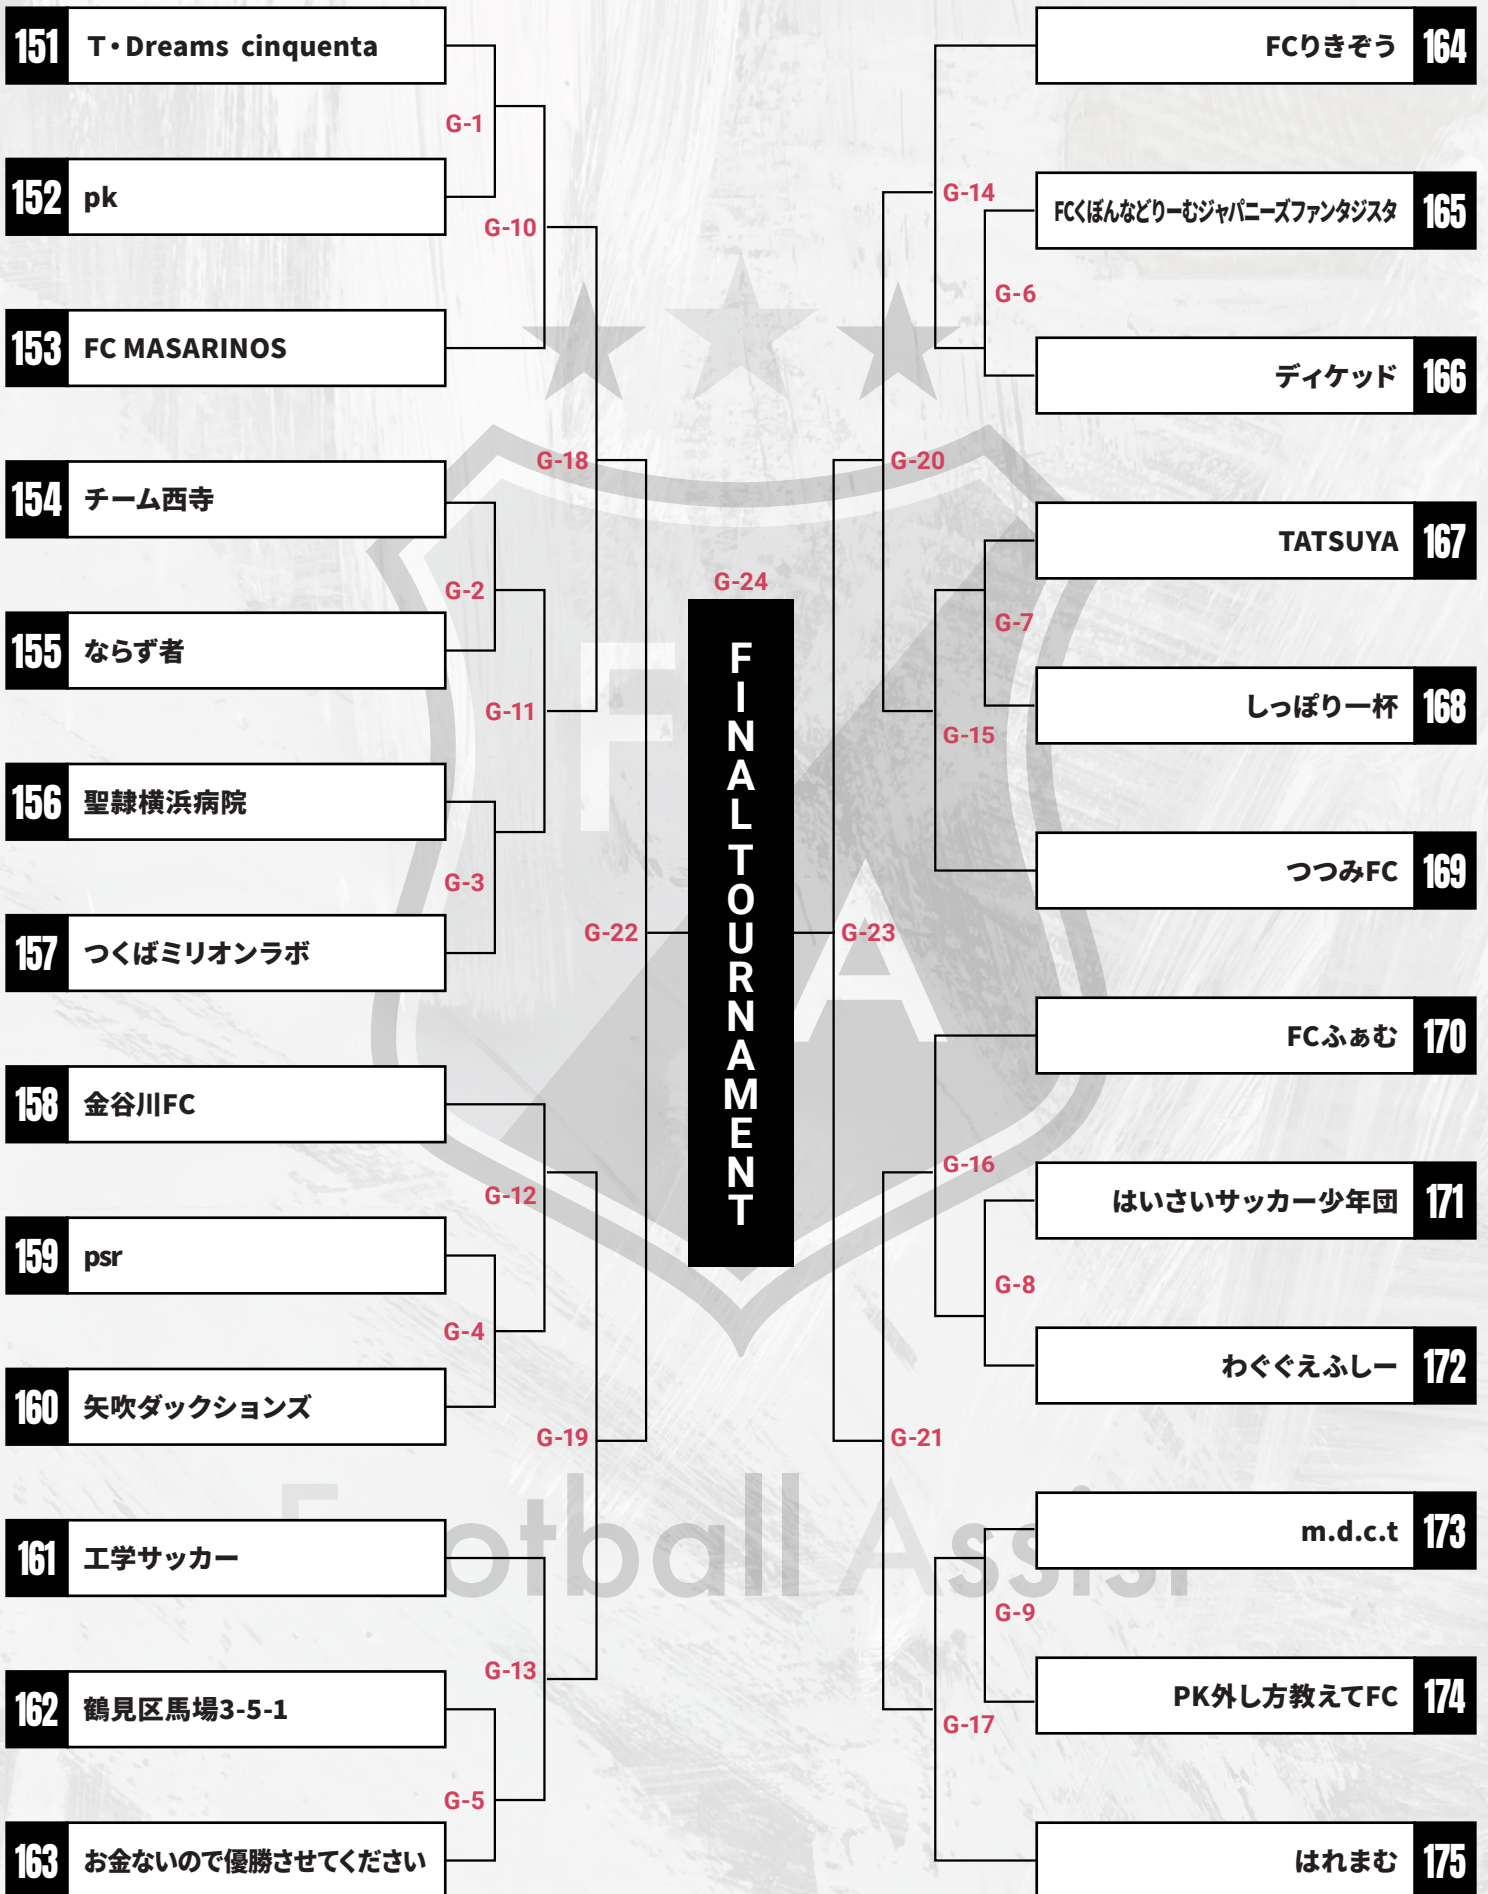 151 T・Dreams cinquenta
G-1
152 pk
G-10
153 FC MASARINOS
G-18
154 チーム西寺
G-2
155 ならず者
G-11
156 聖隷横浜病院
G-3
157 つくばミリオンラボ
G-22
158 金谷川FC
G-12
159 psr
G-4
160 矢吹ダックションズ
G-19
161 工学サッカー
G-13
162 鶴見区馬場3-5-1
G-5
163 お金ないので優勝させてください
G-24
FINAL TOURNAMENT
FCりきぞう 164
G-14
FCくぼんなどりーむジャパニーズファンタジスタ 165
G-6
ディケッド 166
G-20
TATSUYA 167
G-7
しっぽり一杯 168
G-15
つつみFC 169
G-23
FCふぁむ 170
G-16
はいさいサッカー少年団 171
G-8
わぐぐえふしー 172
G-21
m.d.c.t 173
G-9
PK外し方教えてFC 174
G-17
はれまむ 175
F
A
Football Assist